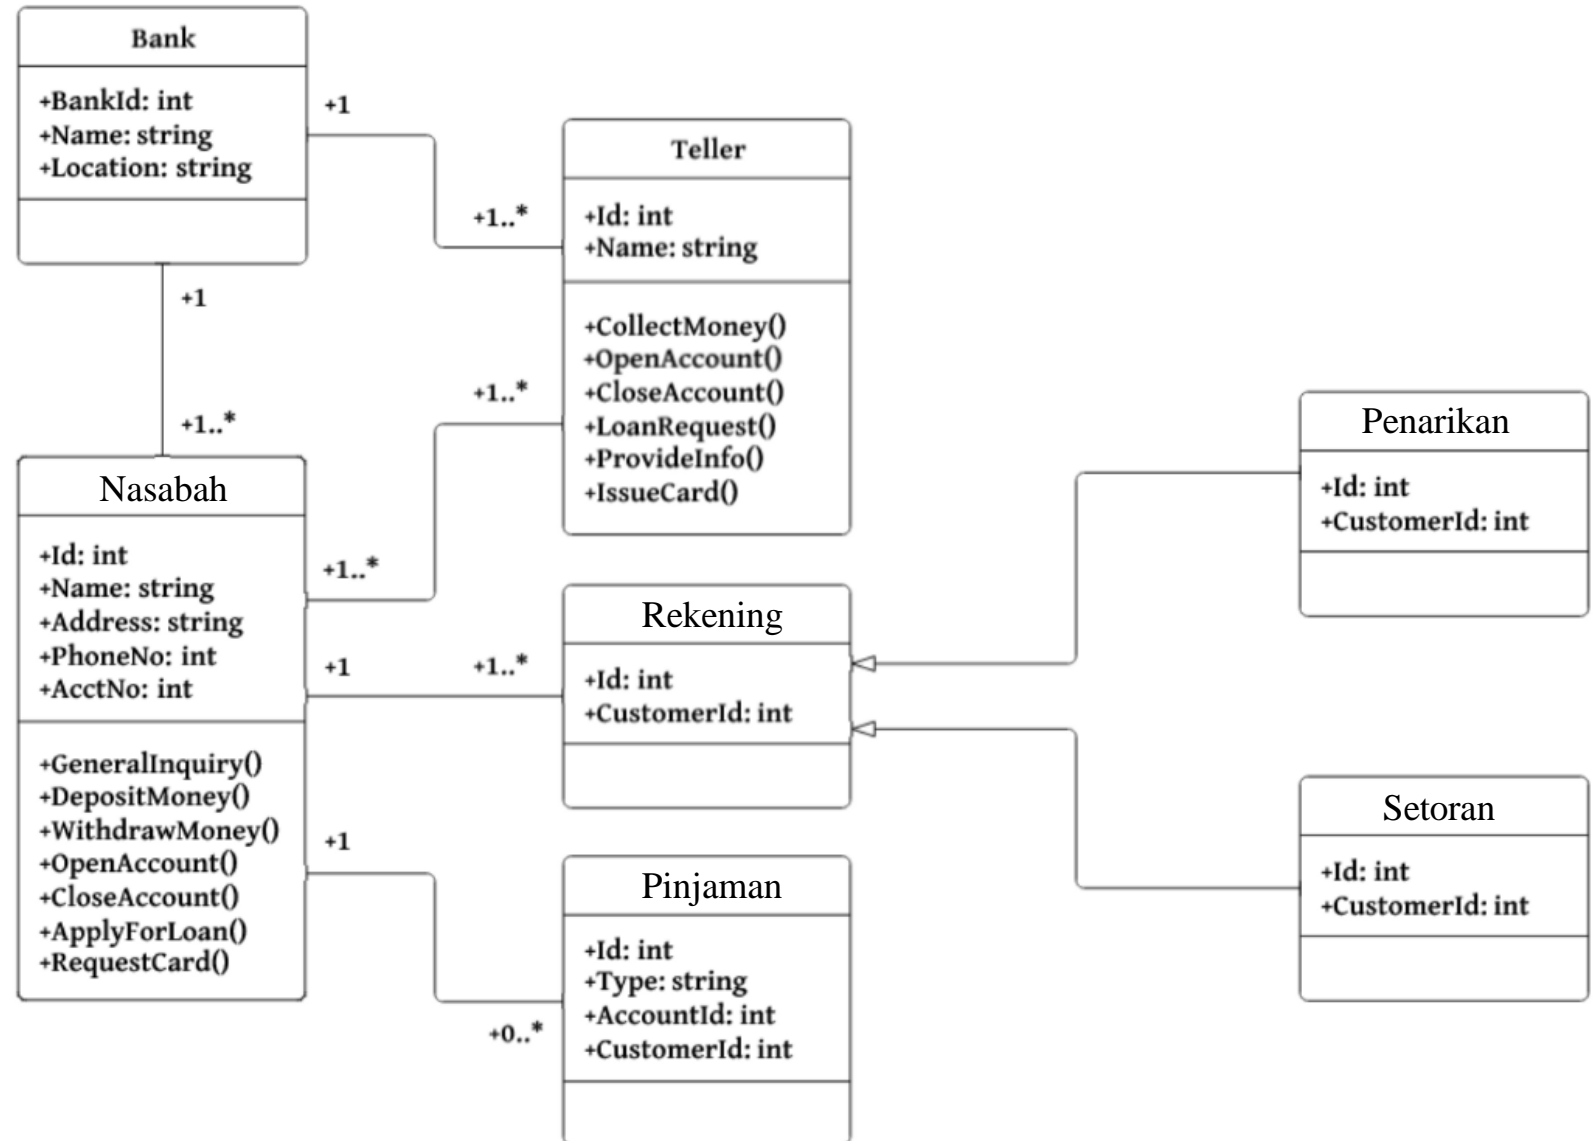 Bank
+BankId: int
+Name: string
+Location: string
+1
+1..*
Teller
+Id: int
+Name: string
+CollectMoney()
+OpenAccount()
+CloseAccount()
+LoanRequest()
+ProvideInfo()
+IssueCard()
+1
+1..*
+1..*
+1..*
Nasabah
+Id: int
+Name: string
+Address: string
+PhoneNo: int
+AcctNo: int
+GeneralInquiry()
+DepositMoney()
+WithdrawMoney()
+OpenAccount()
+CloseAccount()
+ApplyForLoan()
+RequestCard()
+1
+1..*
Rekening
+Id: int
+CustomerId: int
+1
+0..*
Pinjaman
+Id: int
+Type: string
+AccountId: int
+CustomerId: int
Penarikan
+Id: int
+CustomerId: int
Setoran
+Id: int
+CustomerId: int